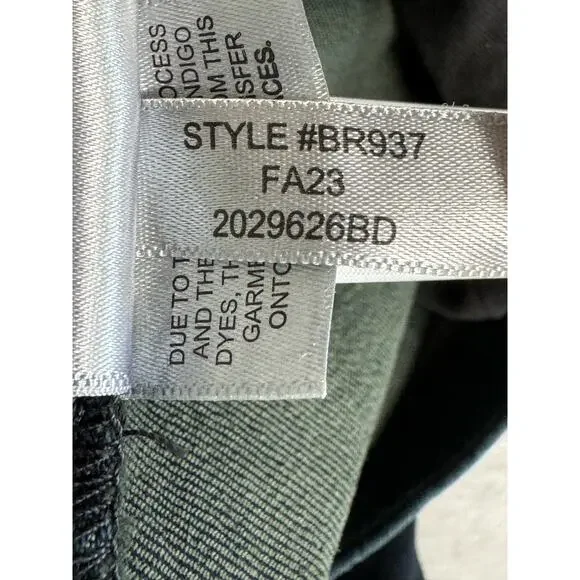 OCESS
NDIGO
OM THIS
SFER
ACES.
STYLE #BR937
FA23
2029626BD
DUE TO T
AND THE
DYES, TH
GARME
ONTO